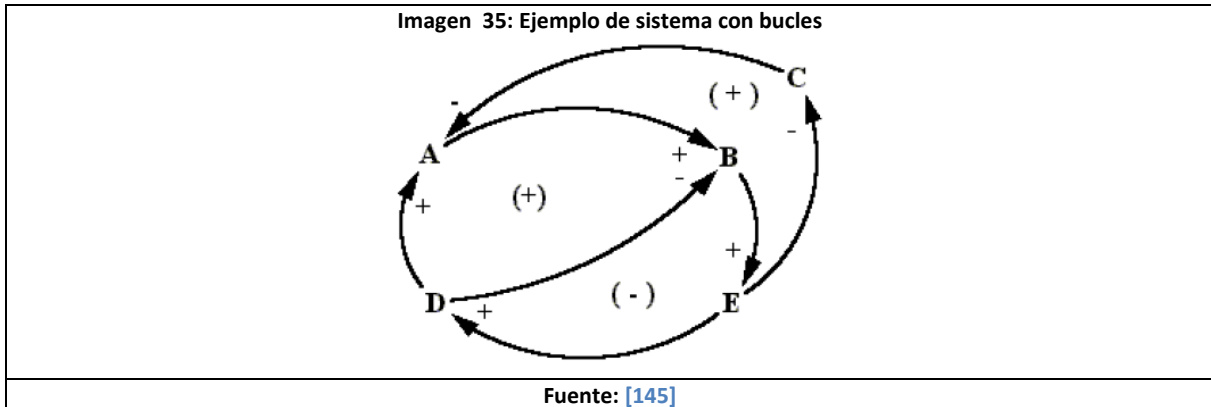 Imagen 35: Ejemplo de sistema con bucles
C
( + )
-
-
A
+
B
-
+
(+)
+
( - )
D
+
E
Fuente: [145]